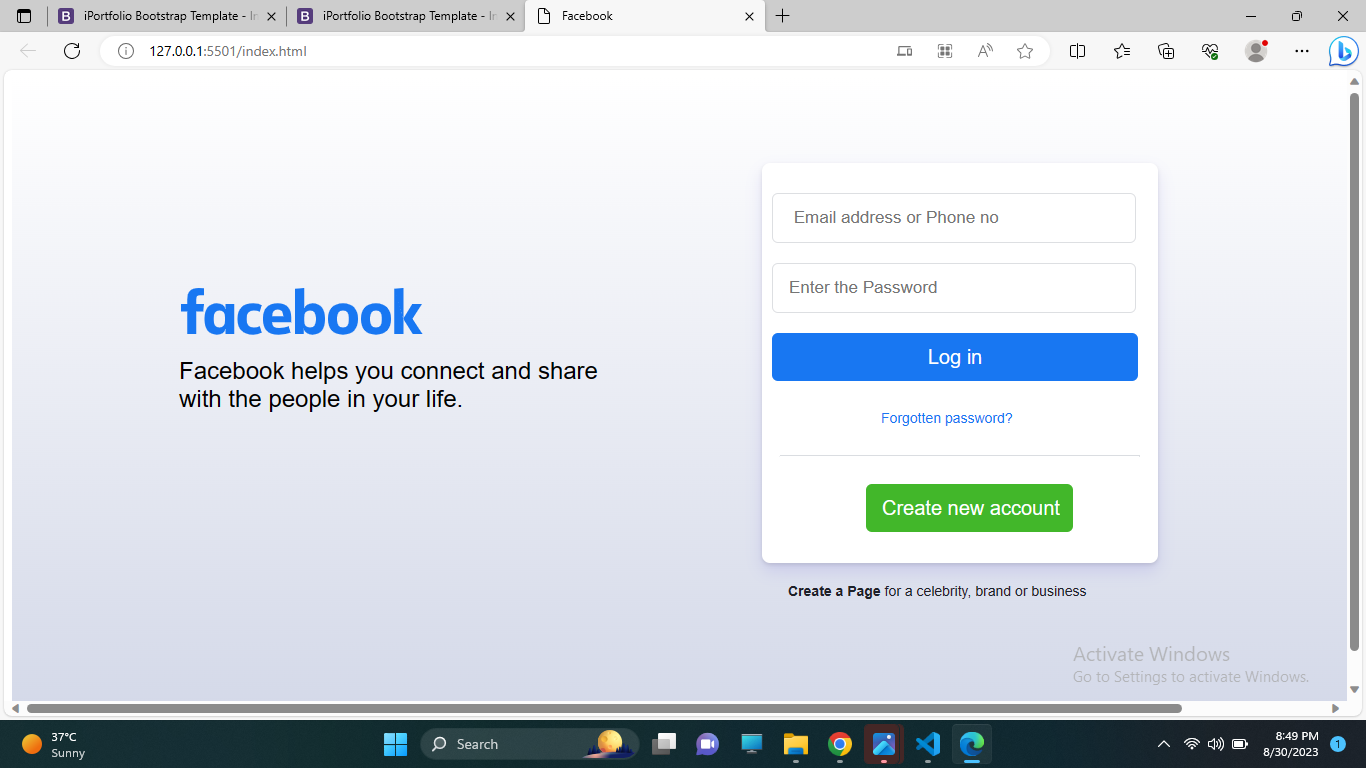 iPortfolio Bootstrap Template - In
iPortfolio Bootstrap Template - In
Facebook
127.0.0.1:5501/index.html
facebook
Facebook helps you connect and share
with the people in your life.
Email address or Phone no
Enter the Password
Log in
Forgotten password?
Create new account
Create a Page for a celebrity, brand or business
Activate Windows
Go to Settings to activate Windows.
37°C
Sunny
Search
8:49 PM
8/30/2023
1